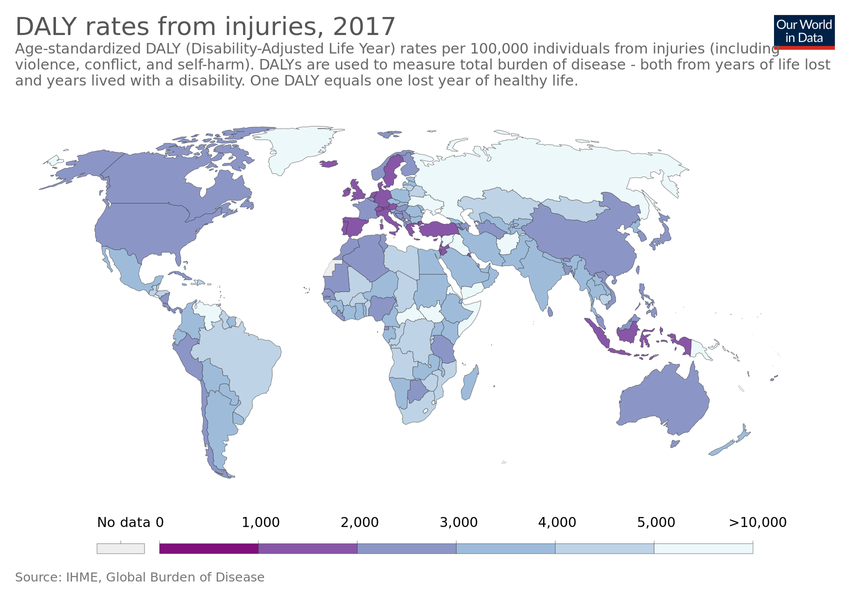 DALY rates from injuries, 2017
Our World
in Data
Age-standardized DALY (Disability-Adjusted Life Year) rates per 100,000 individuals from injuries (including
violence, conflict, and self-harm). DALYs are used to measure total burden of disease - both from years of life lost
and years lived with a disability. One DALY equals one lost year of healthy life.
No data 0 1,000 2,000 3,000 4,000 5,000 >10,000
Source: IHME, Global Burden of Disease